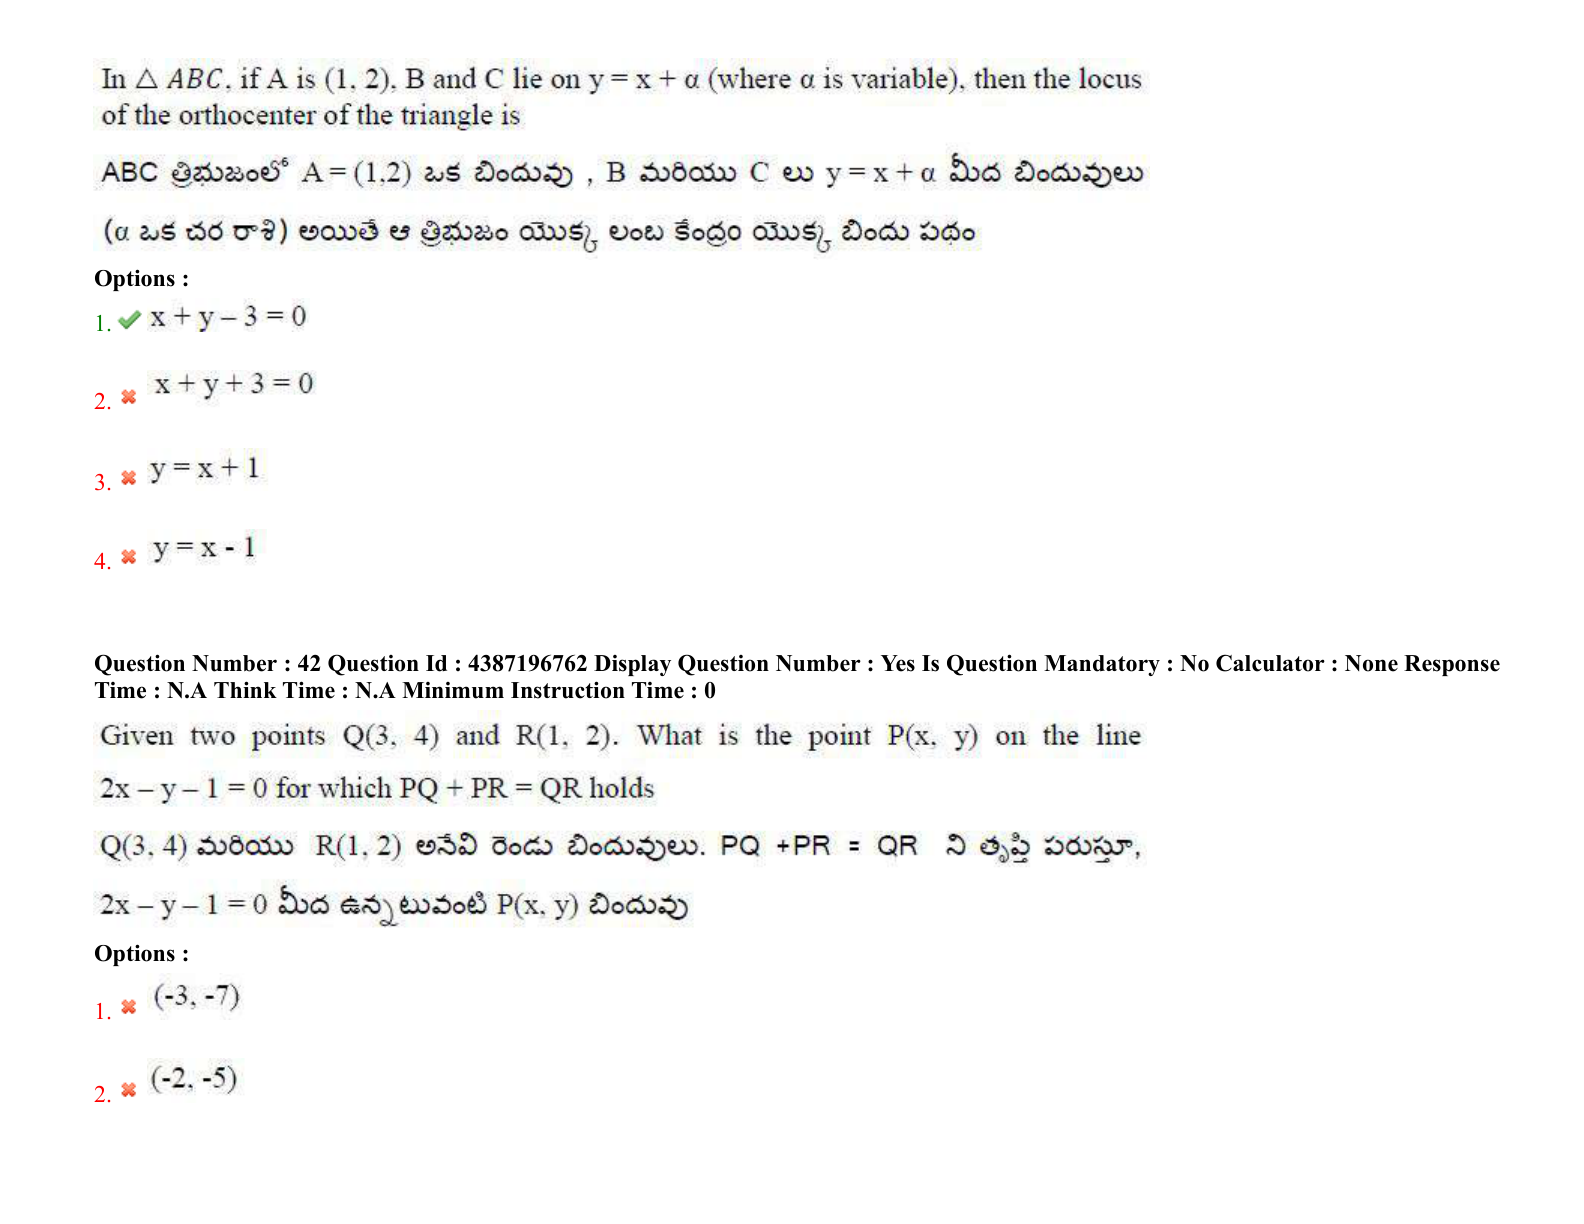 In △ ABC, if A is (1, 2), B and C lie on y = x + α (where α is variable), then the locus
of the orthocenter of the triangle is
ABC త్రిభుజంలో A = (1,2) ఒక బిందువు , B మరియు C లు y = x + α మీద బిందువులు
(α ఒక చర రాశి) అయితే ఆ త్రిభుజం యొక్క లంబ కేంద్రం యొక్క బిందు పథం
Options :
1. x + y – 3 = 0
2. x + y + 3 = 0
3. y = x + 1
4. y = x - 1
Question Number : 42 Question Id : 4387196762 Display Question Number : Yes Is Question Mandatory : No Calculator : None Response
Time : N.A Think Time : N.A Minimum Instruction Time : 0
Given two points Q(3, 4) and R(1, 2). What is the point P(x, y) on the line
2x – y – 1 = 0 for which PQ + PR = QR holds
Q(3, 4) మరియు R(1, 2) అనేవి రెండు బిందువులు. PQ +PR = QR ని తృప్తి పరుస్తూ,
2x – y – 1 = 0 మీద ఉన్నటువంటి P(x, y) బిందువు
Options :
1. (-3, -7)
2. (-2, -5)